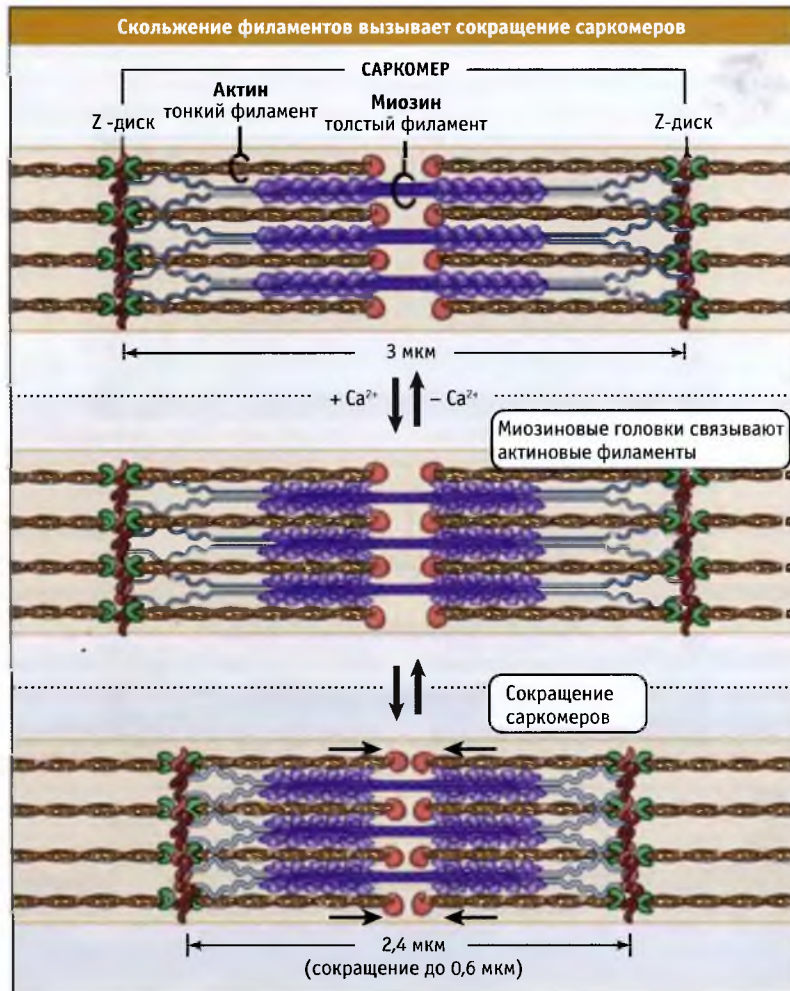 Скольжение филаментов вызывает сокращение саркомеров
САРКОМЕР
Актин
тонкий филамент
Миозин
толстый филамент
Z -диск
Z-диск
3 мкм
+ Ca²⁺
– Ca²⁺
Миозиновые головки связывают
актиновые филаменты
Сокращение
саркомеров
2,4 мкм
(сокращение до 0,6 мкм)